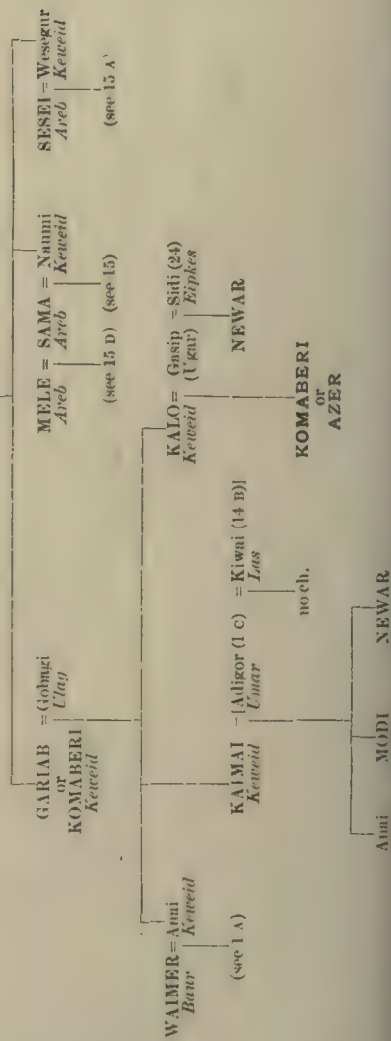 GARIAB =Gobagi MELE = SAMA = Naumi SESEI=Wesegur
or Ulag Areb Areb Keweid Areb Keweid
KOMABERI
Keweid (see 15 D) (see 15) (see 15 A)
WAIMER= Anai KAIMAI =[Adigor (1 C) =Kiwai (14 B)] KALO= Gasip =Sidi (24)
Baur Keweid Keweid Umar Las Keweid (Ugar) Eipkes
(see 1 A) no ch. NEWAR
KOMABERI
or
AZER
Anai MODI NEWAR